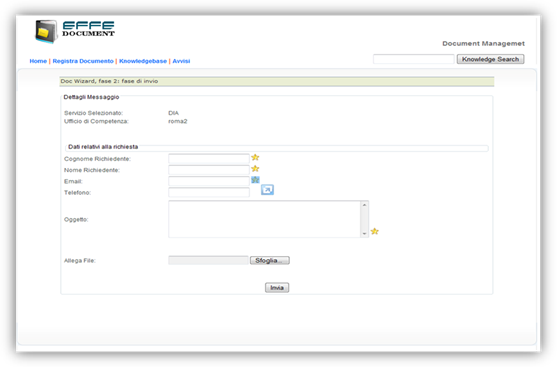 EFFE
DOCUMENT
Document Managemet
Home | Registra Documento | Knowledgebase | Avvisi
Knowledge Search
Doc Wizard, fase 2: fase di invio
Dettagli Messaggio
Servizio Selezionato: DIA
Ufficio di Competenza: roma2
Dati relativi alla richiesta
Cognome Richiedente:
Nome Richiedente:
Email:
Telefono:
Oggetto:
Allega File: Sfoglia...
Invia